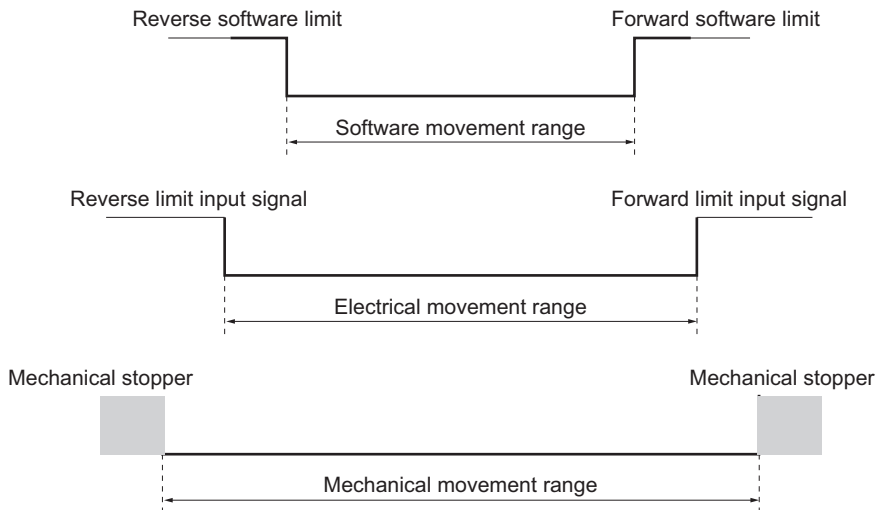 Reverse software limit
Forward software limit
Software movement range
Reverse limit input signal
Forward limit input signal
Electrical movement range
Mechanical stopper
Mechanical stopper
Mechanical movement range